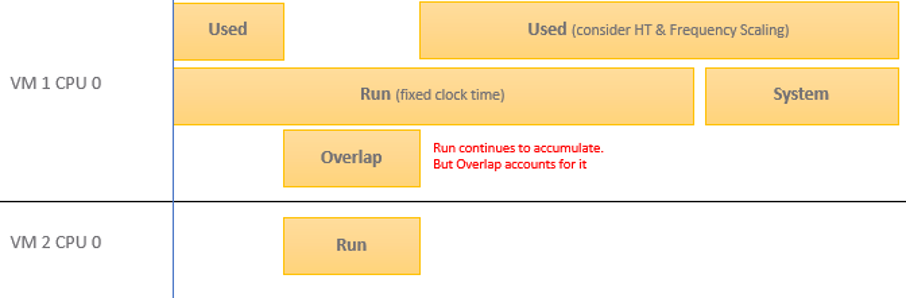 Used
Used (consider HT & Frequency Scaling)
VM 1 CPU 0
Run (fixed clock time)
System
Overlap
Run continues to accumulate.
But Overlap accounts for it
VM 2 CPU 0
Run